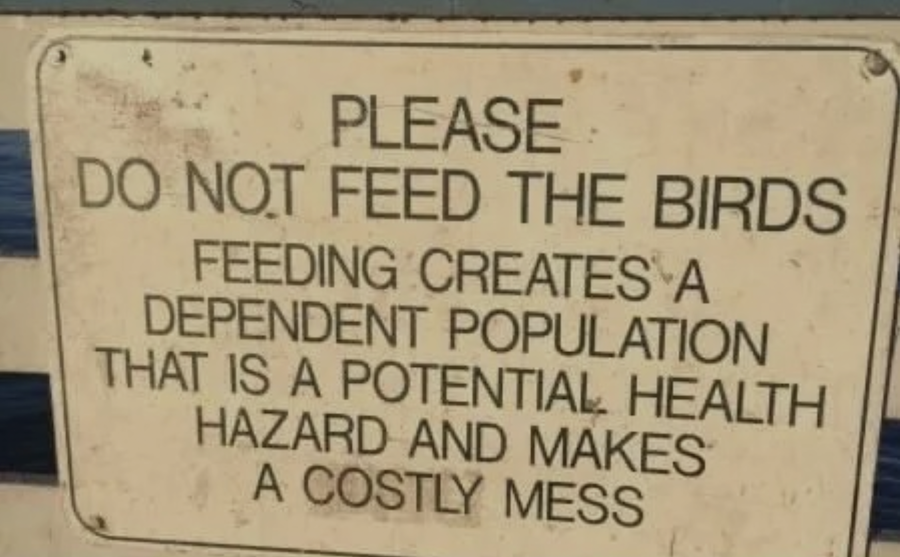 PLEASE
DO NOT FEED THE BIRDS
FEEDING CREATES A
DEPENDENT POPULATION
THAT IS A POTENTIAL HEALTH
HAZARD AND MAKES
A COSTLY MESS